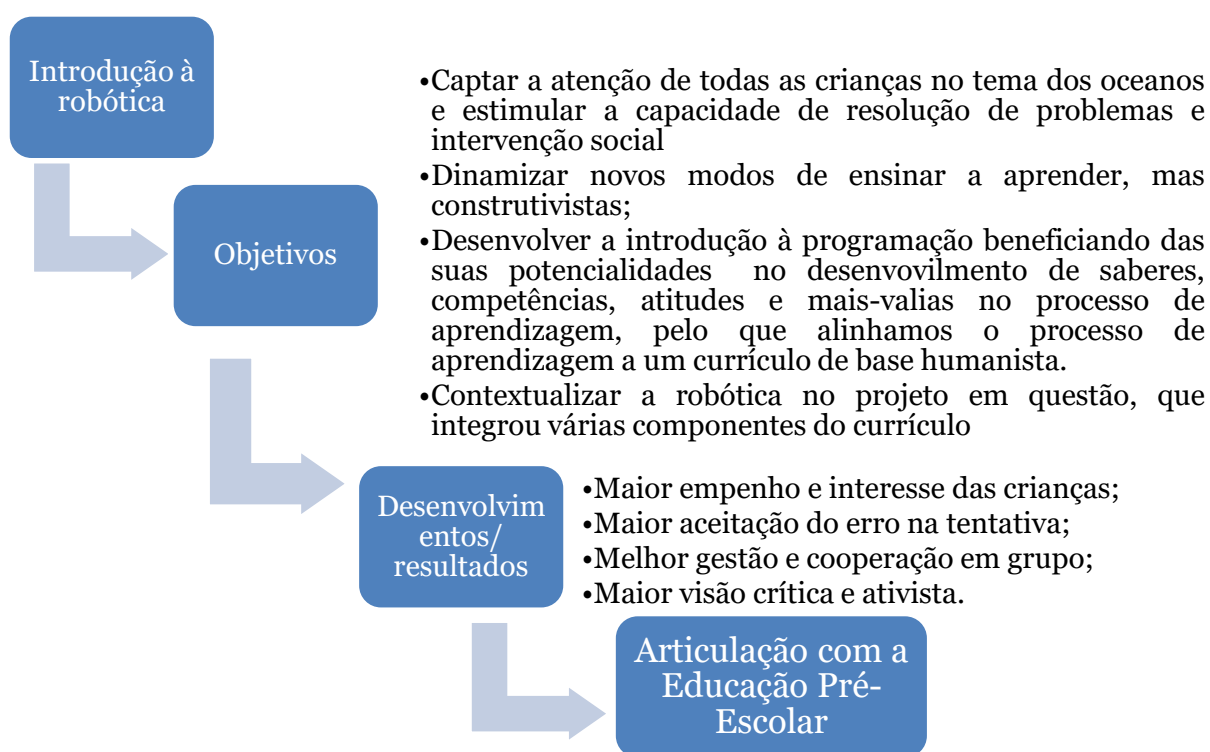 Introdução à
robótica
Objetivos
•Captar a atenção de todas as crianças no tema dos oceanos
e estimular a capacidade de resolução de problemas e
intervenção social
•Dinamizar novos modos de ensinar a aprender, mas
construtivistas;
•Desenvolver a introdução à programação beneficiando das
suas potencialidades no desenvovilmento de saberes,
competências, atitudes e mais-valias no processo de
aprendizagem, pelo que alinhamos o processo de
aprendizagem a um currículo de base humanista.
•Contextualizar a robótica no projeto em questão, que
integrou várias componentes do currículo
Desenvolvim
entos/
resultados
•Maior empenho e interesse das crianças;
•Maior aceitação do erro na tentativa;
•Melhor gestão e cooperação em grupo;
•Maior visão crítica e ativista.
Articulação com a
Educação Pré-
Escolar